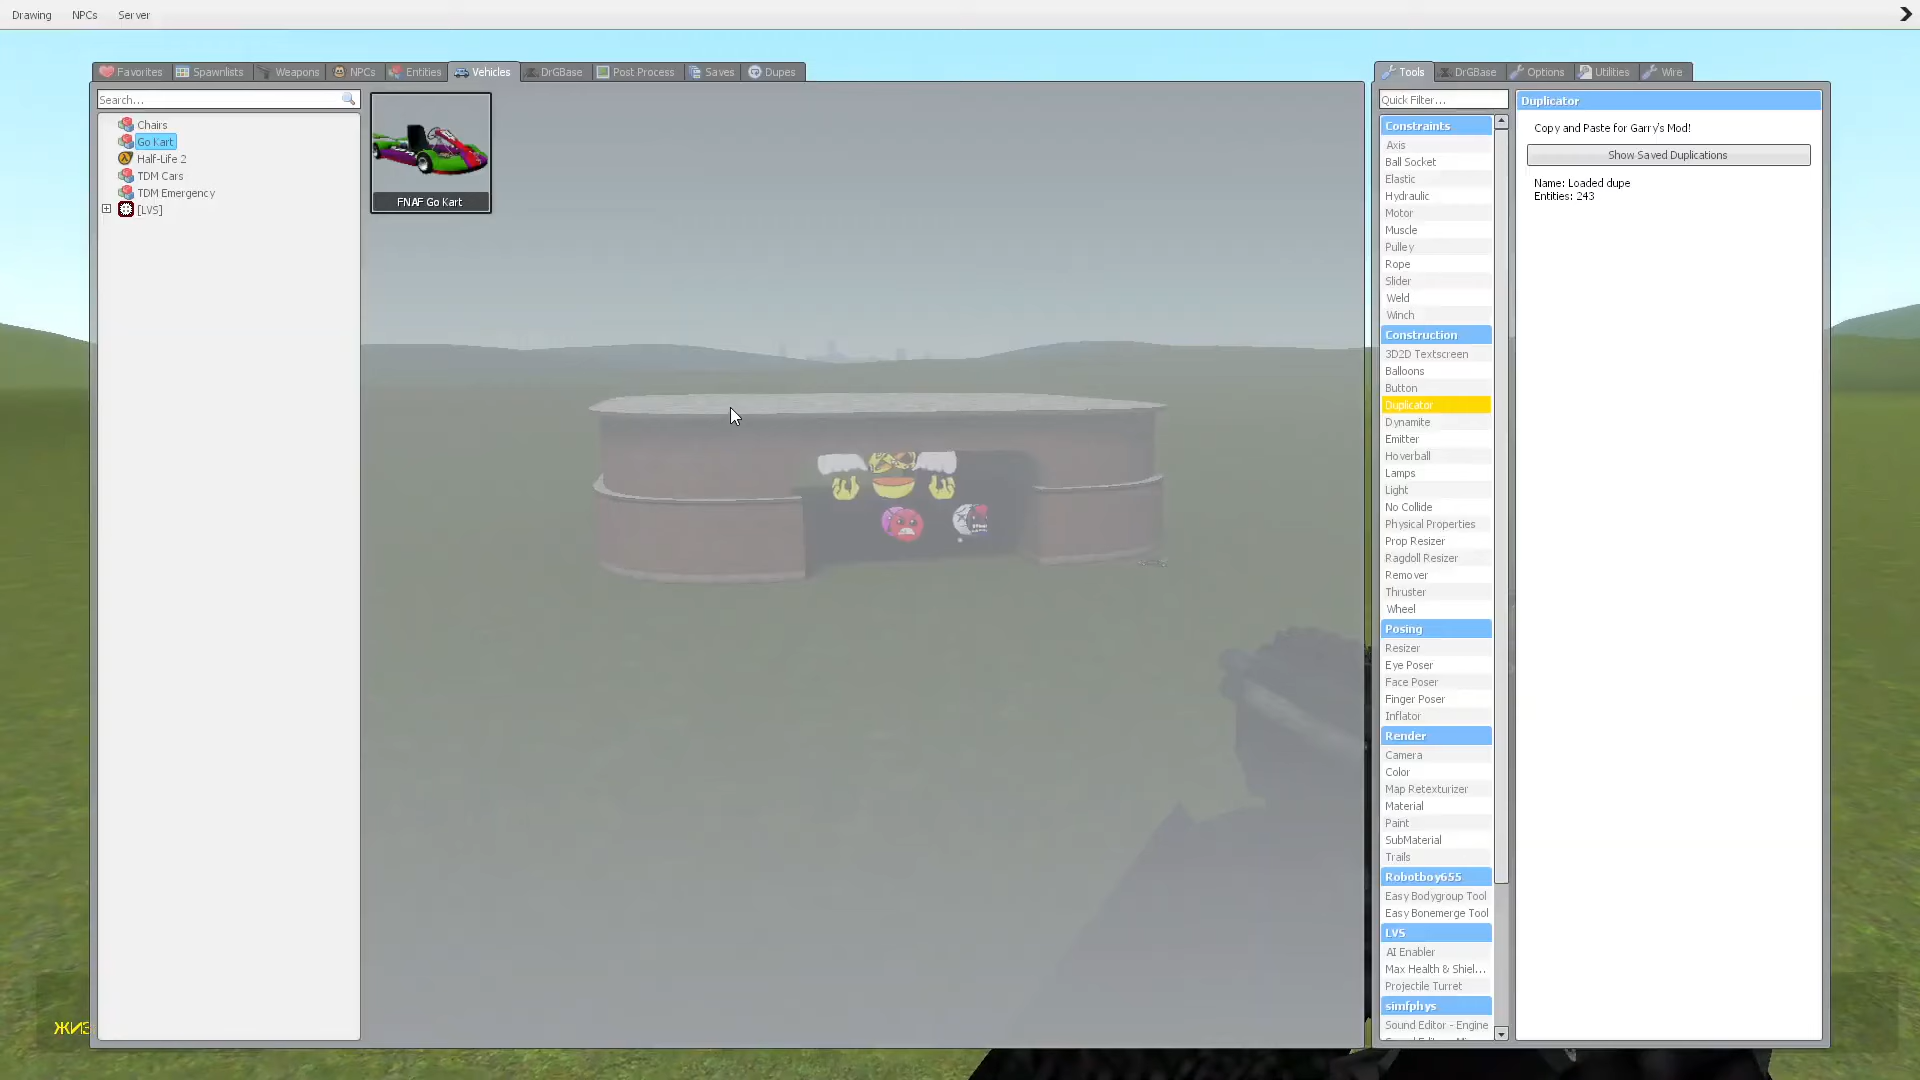 Drawing NPCs Server
Favorites Spawnlists Weapons NPCs Entities Vehicles DrGBase Post Process Saves Dupes
Search...
Chairs
Go Kart
Half-Life 2
TDM Cars
TDM Emergency
[LVS]
FNAF Go Kart
Tools DrGBase Options Utilities Wire
Quick Filter...
Constraints
Axis
Ball Socket
Elastic
Hydraulic
Motor
Muscle
Pulley
Rope
Slider
Weld
Winch
Construction
3D2D Textscreen
Balloons
Button
Duplicator
Dynamite
Emitter
Hoverball
Lamps
Light
No Collide
Physical Properties
Prop Resizer
Ragdoll Resizer
Remover
Thruster
Wheel
Posing
Resizer
Eye Poser
Face Poser
Finger Poser
Inflator
Render
Camera
Color
Map Retexturizer
Material
Paint
SubMaterial
Trails
Robotboy655
Easy Bodygroup Tool
Easy Bonemerge Tool
LVS
AI Enabler
Max Health & Shiel...
Projectile Turret
simfphys
Sound Editor - Engine
Duplicator
Copy and Paste for Garry's Mod!
Show Saved Duplications
Name: Loaded dupe
Entities: 243
ЖИЗ